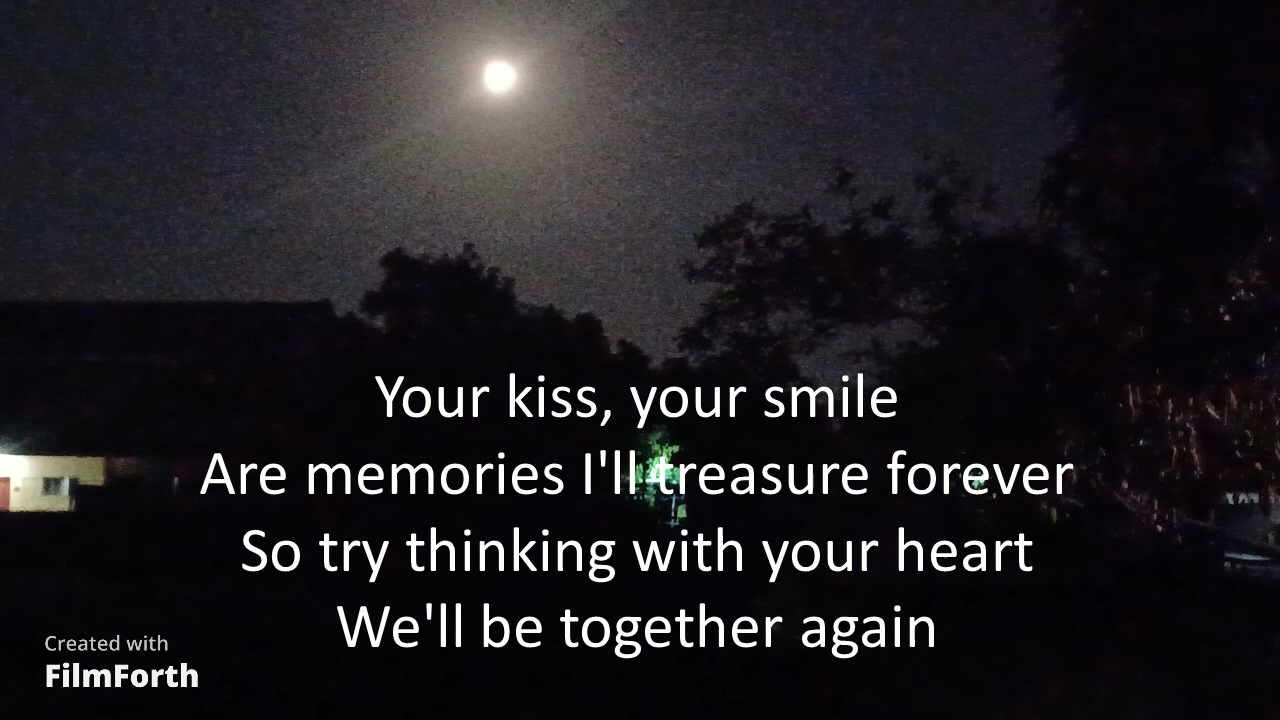 Your kiss, your smile
Are memories I'll treasure forever
So try thinking with your heart
We'll be together again
Created with
FilmForth